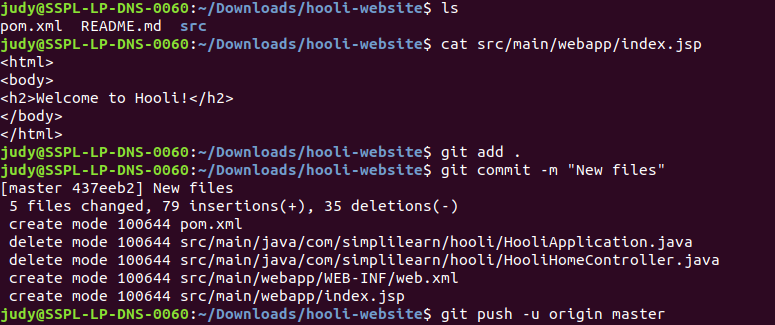 judy@SSPL-LP-DNS-0060:~/Downloads/hooli-website$ ls
pom.xml  README.md  src
judy@SSPL-LP-DNS-0060:~/Downloads/hooli-website$ cat src/main/webapp/index.jsp
<html>
<body>
<h2>Welcome to Hooli!</h2>
</body>
</html>
judy@SSPL-LP-DNS-0060:~/Downloads/hooli-website$ git add .
judy@SSPL-LP-DNS-0060:~/Downloads/hooli-website$ git commit -m "New files"
[master 437eeb2] New files
 5 files changed, 79 insertions(+), 35 deletions(-)
 create mode 100644 pom.xml
 delete mode 100644 src/main/java/com/simplilearn/hooli/HooliApplication.java
 delete mode 100644 src/main/java/com/simplilearn/hooli/HooliHomeController.java
 create mode 100644 src/main/webapp/WEB-INF/web.xml
 create mode 100644 src/main/webapp/index.jsp
judy@SSPL-LP-DNS-0060:~/Downloads/hooli-website$ git push -u origin master